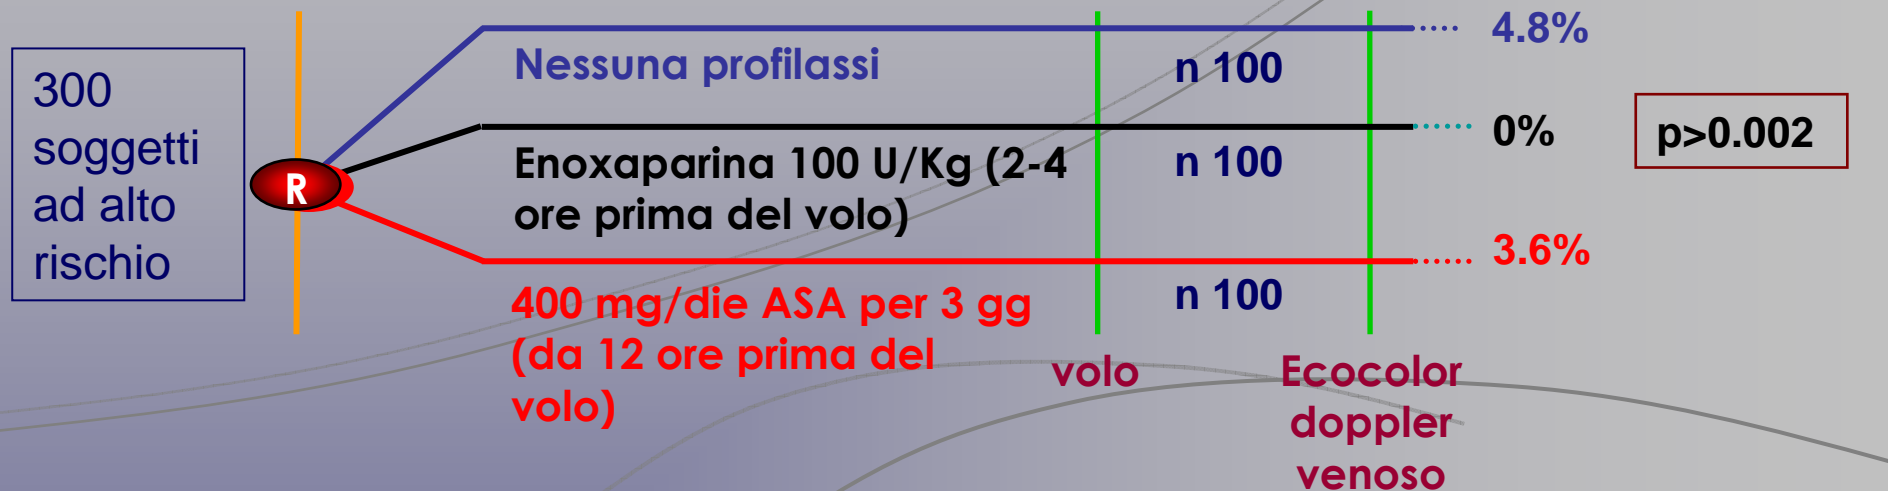 300
soggetti
ad alto
rischio
R
Nessuna profilassi
n 100
4.8%
Enoxaparina 100 U/Kg (2-4
ore prima del volo)
n 100
0%
p>0.002
400 mg/die ASA per 3 gg
(da 12 ore prima del
volo)
n 100
3.6%
volo
Ecocolor
doppler
venoso